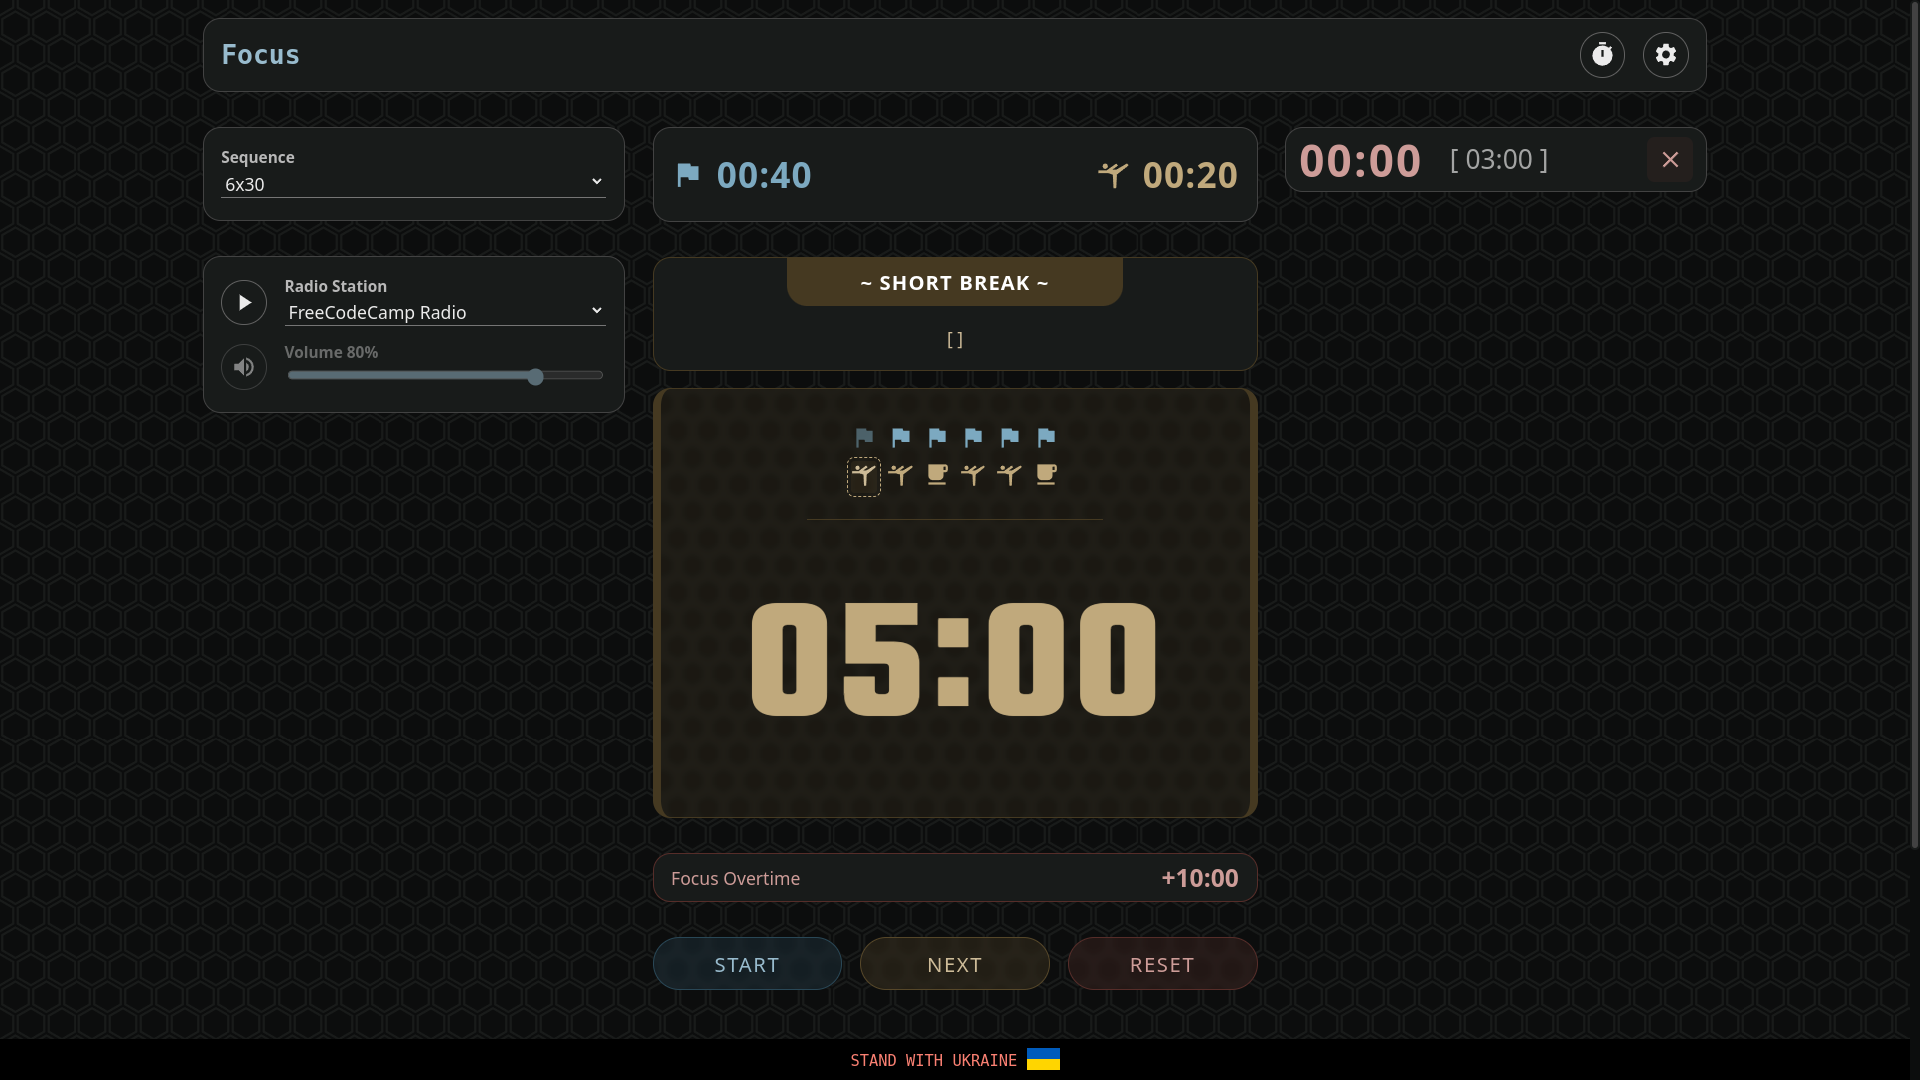 Focus
Sequence
6x30
00:40
00:20
00:00
[ 03:00 ]
Radio Station
FreeCodeCamp Radio
Volume 80%
~ SHORT BREAK ~
[ ]
05:00
Focus Overtime
+10:00
START
NEXT
RESET
STAND WITH UKRAINE